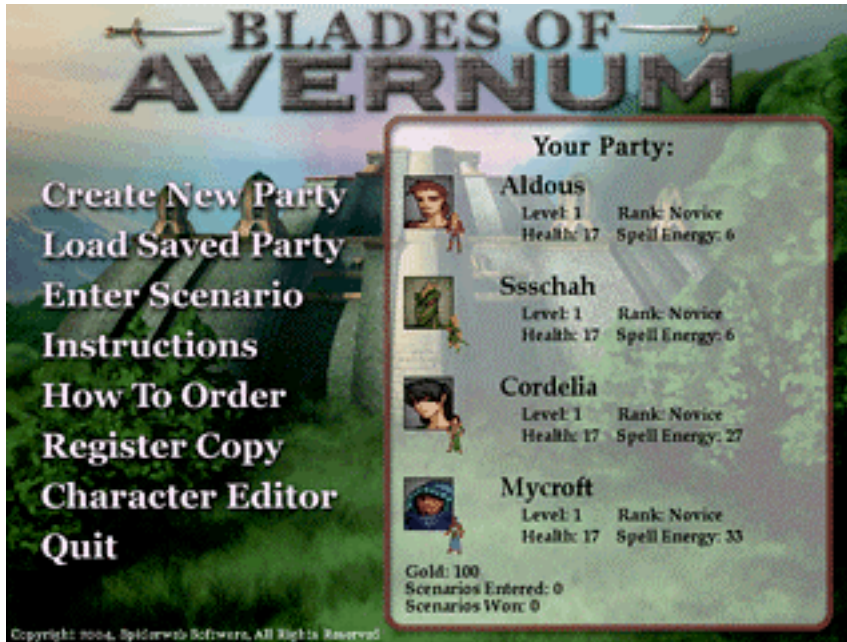 BLADES OF
AVERNUM
Create New Party
Load Saved Party
Enter Scenario
Instructions
How To Order
Register Copy
Character Editor
Quit
Your Party:
Aldous
Level: 1 Rank: Novice
Health: 17 Spell Energy: 6
Ssschah
Level: 1 Rank: Novice
Health: 17 Spell Energy: 6
Cordelia
Level: 1 Rank: Novice
Health: 17 Spell Energy: 27
Mycroft
Level: 1 Rank: Novice
Health: 17 Spell Energy: 33
Gold: 100
Scenarios Entered: 0
Scenarios Won: 0
Copyright 2004, Spiderweb Software, All Rights Reserved